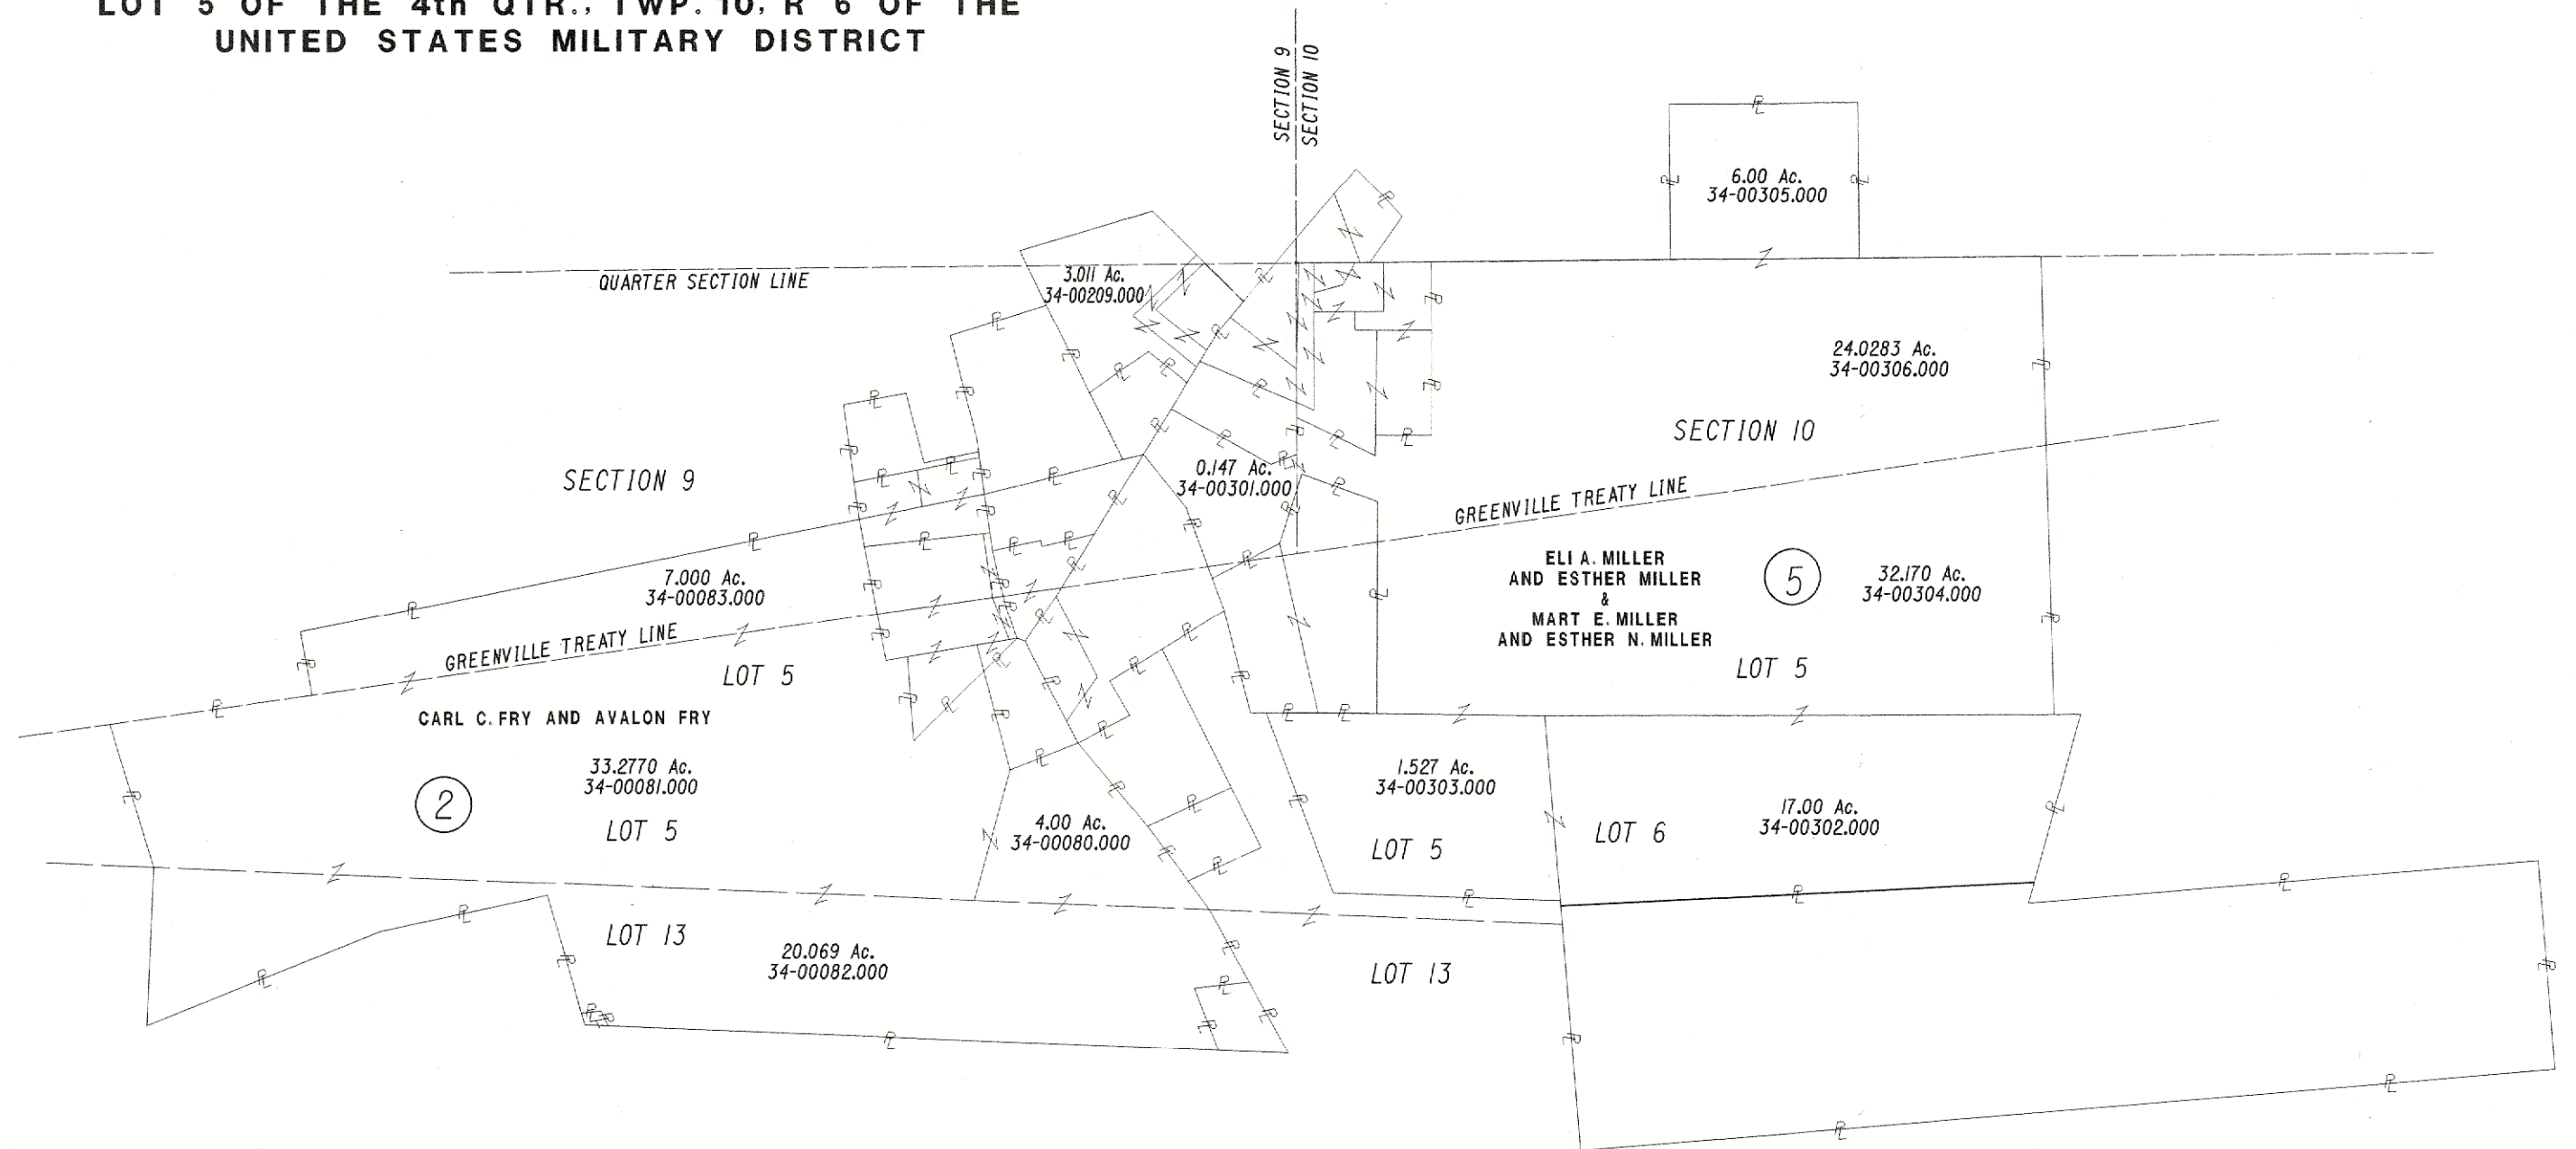 LOT 5 OF THE 4th QTR., TWP. 10, R 6 OF THE
UNITED STATES MILITARY DISTRICT
SECTION 9
SECTION 10
6.00 Ac.
34-00305.000
QUARTER SECTION LINE
3.011 Ac.
34-00209.000
24.0283 Ac.
34-00306.000
SECTION 10
SECTION 9
0.147 Ac.
34-00301.000
GREENVILLE TREATY LINE
ELI A. MILLER
AND ESTHER MILLER
&
MART E. MILLER
AND ESTHER N. MILLER
5
32.170 Ac.
34-00304.000
LOT 5
7.000 Ac.
34-00083.000
GREENVILLE TREATY LINE
LOT 5
CARL C. FRY AND AVALON FRY
33.2770 Ac.
34-00081.000
2
LOT 5
4.00 Ac.
34-00080.000
1.527 Ac.
34-00303.000
LOT 5
LOT 6
17.00 Ac.
34-00302.000
LOT 13
20.069 Ac.
34-00082.000
LOT 13